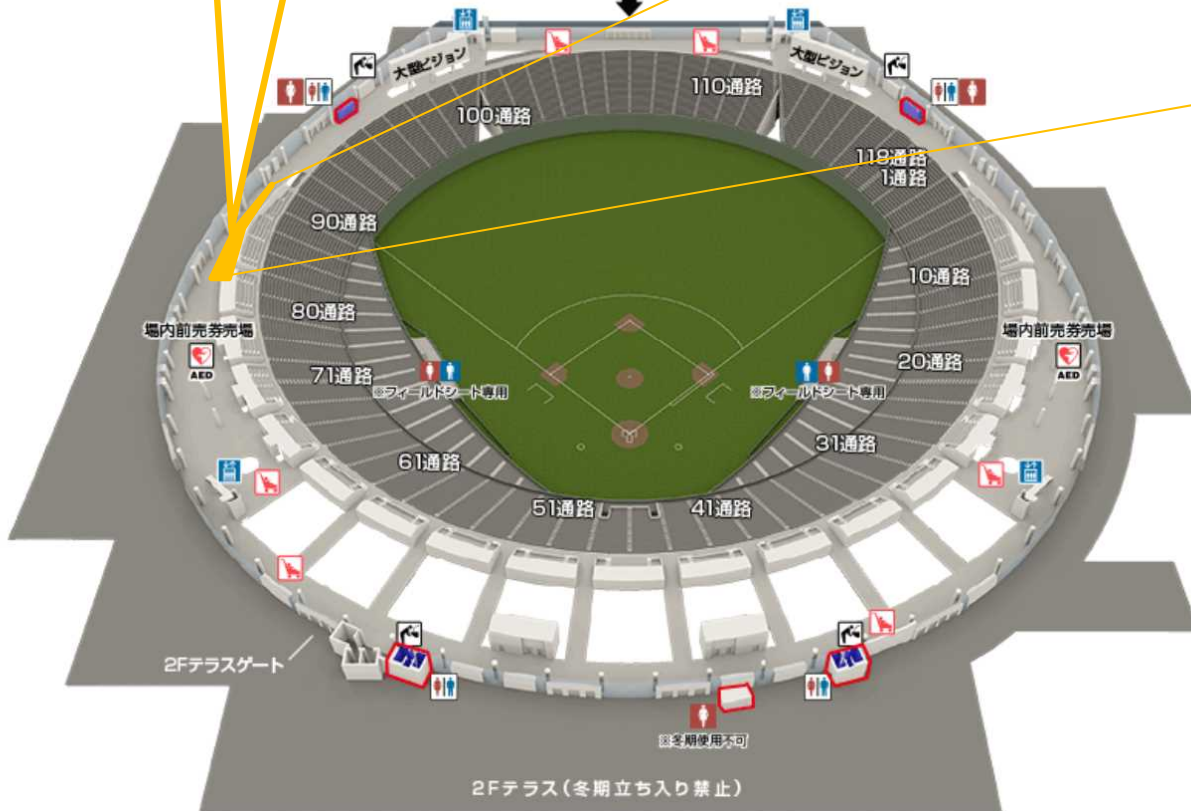 大型ビジョン
大型ビジョン
110通路
100通路
118通路
1通路
90通路
10通路
80通路
場内前売券売場
場内前売券売場
AED
AED
20通路
71通路
※フィールドシート専用
※フィールドシート専用
31通路
61通路
51通路
41通路
2Fテラスゲート
※冬期使用不可
2Fテラス(冬期立ち入り禁止)